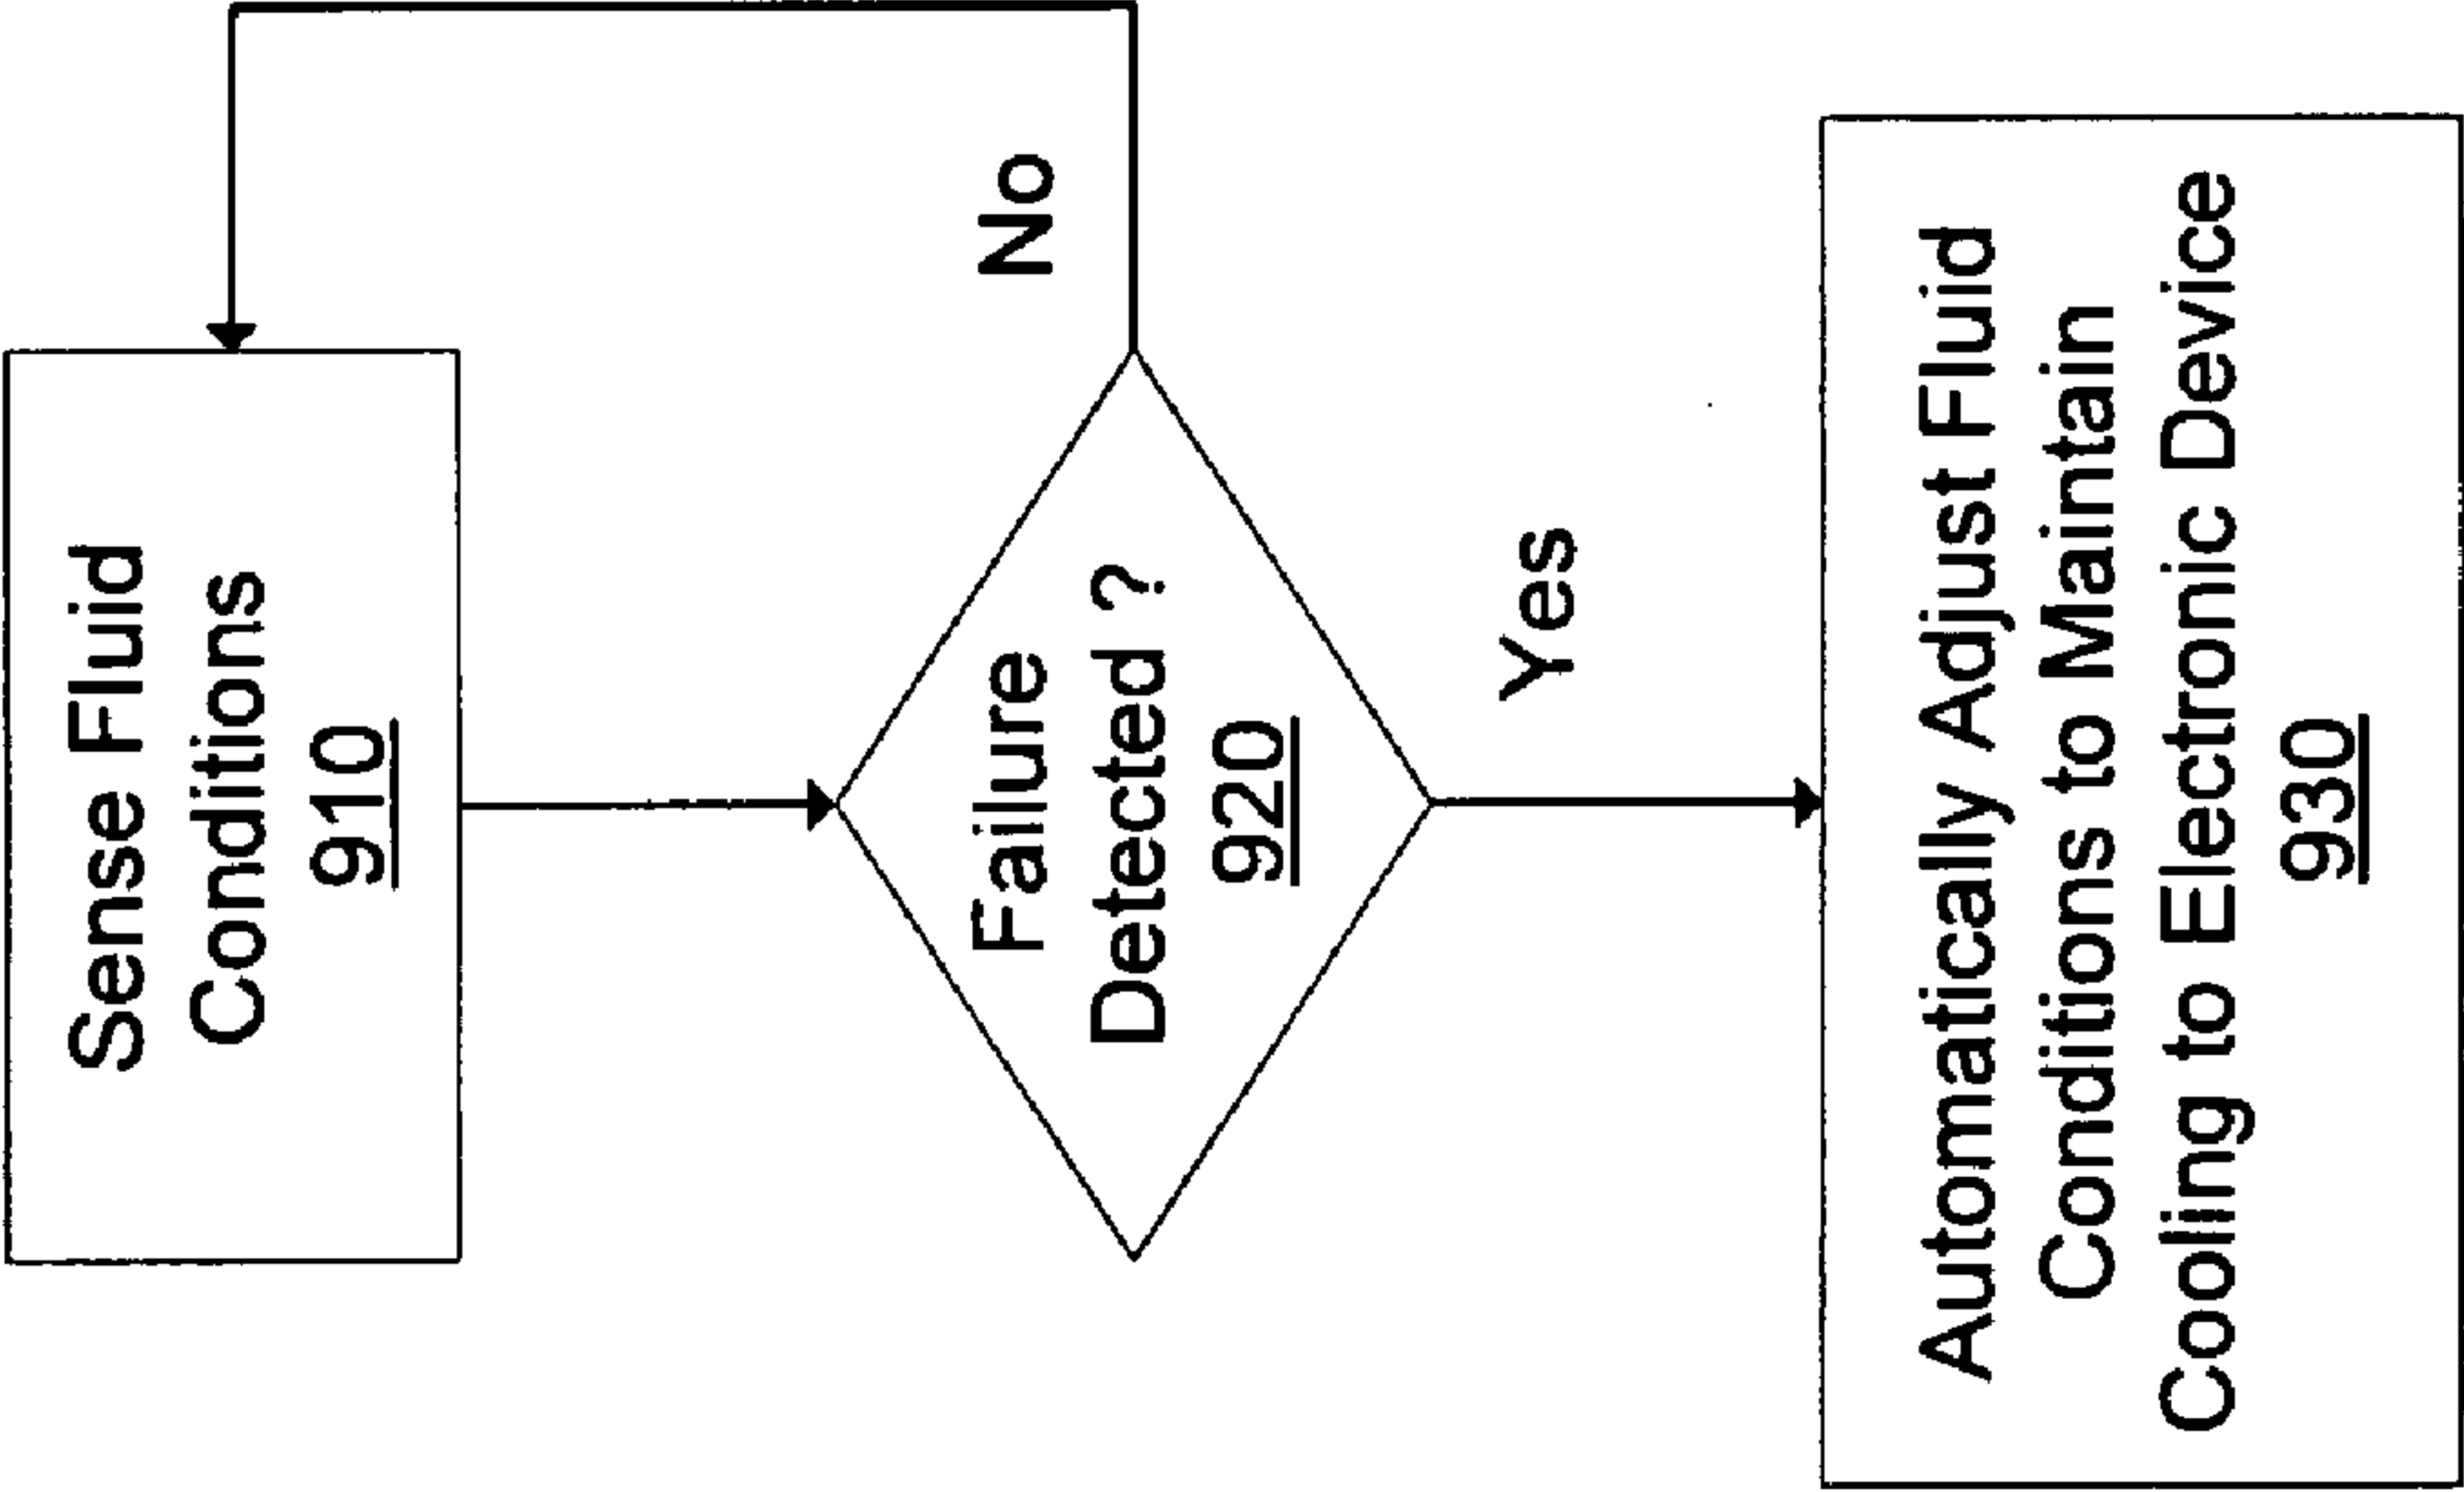 Sense Fluid
Conditions
910
Failure
Detected ?
920
No
Yes
Automatically Adjust Fluid
Conditions to Maintain
Cooling to Electronic Device
930